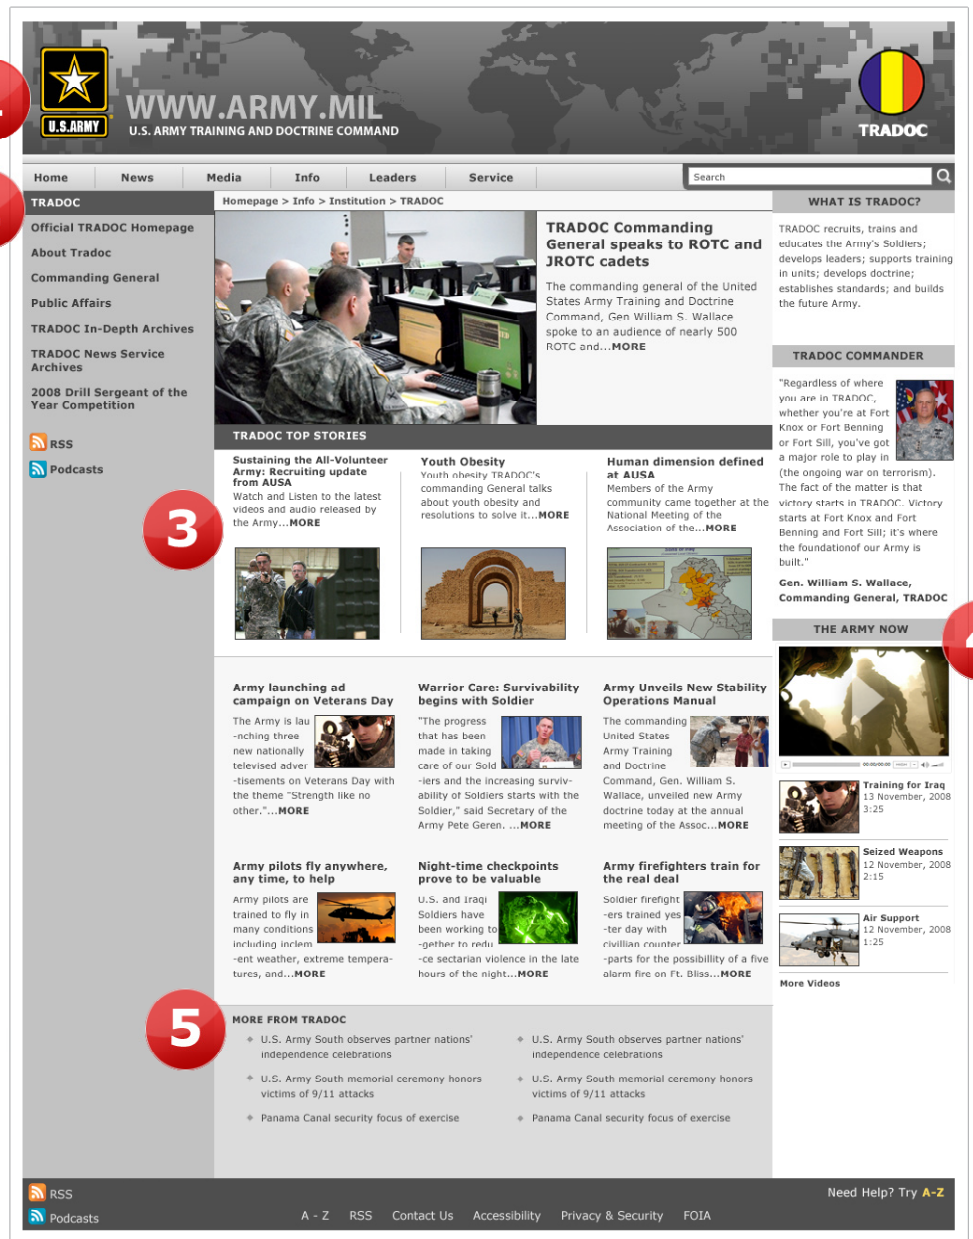 U.S.ARMY
WWW.ARMY.MIL
U.S. ARMY TRAINING AND DOCTRINE COMMAND
TRADOC
Home
News
Media
Info
Leaders
Service
Search
TRADOC
Official TRADOC Homepage
About Tradoc
Commanding General
Public Affairs
TRADOC In-Depth Archives
TRADOC News Service
Archives
2008 Drill Sergeant of the
Year Competition
RSS
Podcasts
3
Homepage > Info > Institution > TRADOC
TRADOC Commanding
General speaks to ROTC and
JROTC cadets
The commanding general of the United
States Army Training and Doctrine
Command, Gen William S. Wallace
spoke to an audience of nearly 500
ROTC and...MORE
TRADOC TOP STORIES
Sustaining the All-Volunteer
Army: Recruiting update
from AUSA
Watch and Listen to the latest
videos and audio released by
the Army...MORE
Youth Obesity
Youth obesity TRADOC's
commanding General talks
about youth obesity and
resolutions to solve it...MORE
Human dimension defined
at AUSA
Members of the Army
community came together at the
National Meeting of the
Association of the...MORE
Army launching ad
campaign on Veterans Day
The Army is lau
-nching three
new nationally
televised adver
-tisements on Veterans Day with
the theme "Strength like no
other."...MORE
Warrior Care: Survivability
begins with Soldier
"The progress
that has been
made in taking
care of our Sold
-iers and the increasing surviv-
ability of Soldiers starts with the
Soldier," said Secretary of the
Army Pete Geren. ...MORE
Army Unveils New Stability
Operations Manual
The commanding
United States
Army Training
and Doctrine
Command, Gen. William S.
Wallace, unveiled new Army
doctrine today at the annual
meeting of the Assoc...MORE
Army pilots fly anywhere,
any time, to help
Army pilots are
trained to fly in
many conditions
including inclem
-ent weather, extreme tempera-
tures, and...MORE
Night-time checkpoints
prove to be valuable
U.S. and Iraqi
Soldiers have
been working to
-gether to redu
-ce sectarian violence in the late
hours of the night...MORE
Army firefighters train for
the real deal
Soldier firefight
-ers trained yes
-ter day with
civillian counter
-parts for the possibillity of a five
alarm fire on Ft. Bliss...MORE
5
MORE FROM TRADOC
U.S. Army South observes partner nations'
independence celebrations
U.S. Army South memorial ceremony honors
victims of 9/11 attacks
Panama Canal security focus of exercise
U.S. Army South observes partner nations'
independence celebrations
U.S. Army South memorial ceremony honors
victims of 9/11 attacks
Panama Canal security focus of exercise
WHAT IS TRADOC?
TRADOC recruits, trains and
educates the Army's Soldiers;
develops leaders; supports training
in units; develops doctrine;
establishes standards; and builds
the future Army.
TRADOC COMMANDER
"Regardless of where
you are in TRADOC,
whether you're at Fort
Knox or Fort Benning
or Fort Sill, you've got
a major role to play in
(the ongoing war on terrorism).
The fact of the matter is that
victory starts in TRADOC. Victory
starts at Fort Knox and Fort
Benning and Fort Sill; it's where
the foundationof our Army is
built."
Gen. William S. Wallace,
Commanding General, TRADOC
THE ARMY NOW
00:00/00:00
Training for Iraq
13 November, 2008
3:25
Seized Weapons
12 November, 2008
2:15
Air Support
12 November, 2008
1:25
More Videos
RSS
Podcasts
A - Z
RSS
Contact Us
Accessibility
Privacy & Security
FOIA
Need Help? Try A-Z